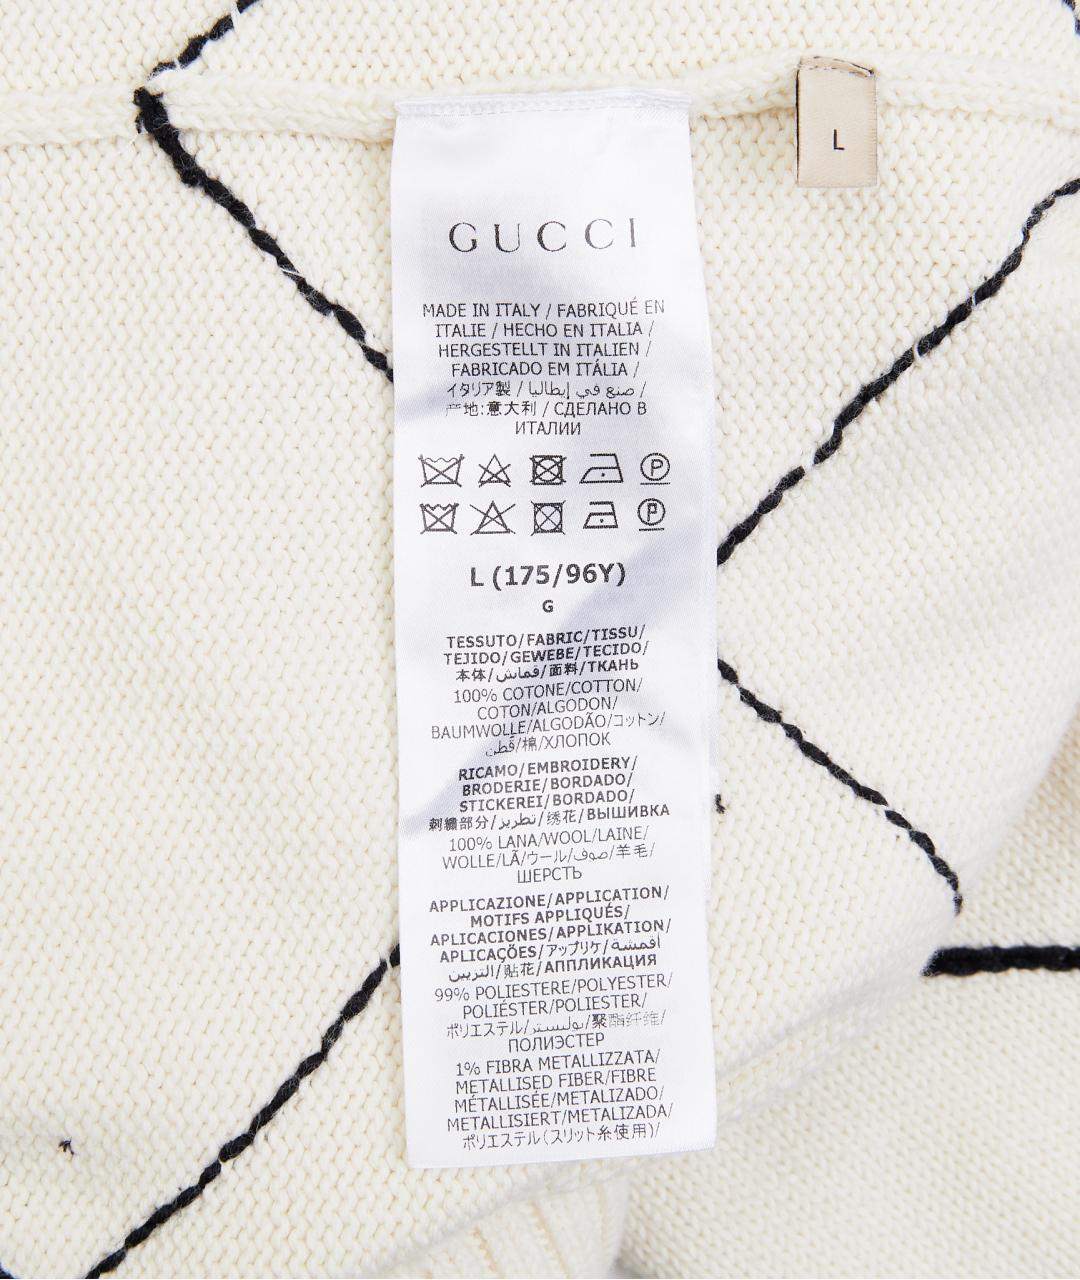 L
GUCCI
MADE IN ITALY / FABRIQUÉ EN
ITALIE / HECHO EN ITALIA /
HERGESTELLT IN ITALIEN /
FABRICADO EM ITÁLIA /
イタリア製 / صنع في إيطاليا /
产地:意大利 / СДЕЛАНО В
ИТАЛИИ
P
P
L (175/96Y)
G
TESSUTO/FABRIC/TISSU/
TEJIDO/GEWEBE/TECIDO/
本体/قماش/面料/ТКАНЬ
100% COTONE/COTTON/
COTON/ALGODON/
BAUMWOLLE/ALGODÃO/コットン/
قطن/棉/ХЛОПОК
RICAMO/EMBROIDERY/
BRODERIE/BORDADO/
STICKEREI/BORDADO/
刺繍部分/تطريز/绣花/ВЫШИВКА
100% LANA/WOOL/LAINE/
WOLLE/LÃ/ウール/صوف/羊毛/
ШЕРСТЬ
APPLICAZIONE/APPLICATION/
MOTIFS APPLIQUÉS/
APLICACIONES/APPLIKATION/
APLICAÇÕES/アップリケ/أقمشة
التزيين/贴花/АППЛИКАЦИЯ
99% POLIESTERE/POLYESTER/
POLIÉSTER/POLIESTER/
ポリエステル/بوليستر/聚酯纤维/
ПОЛИЭСТЕР
1% FIBRA METALLIZZATA/
METALLISED FIBER/FIBRE
MÉTALLISÉE/METALIZADO/
METALLISIERT/METALIZADA/
ポリエステル(スリット糸使用)/